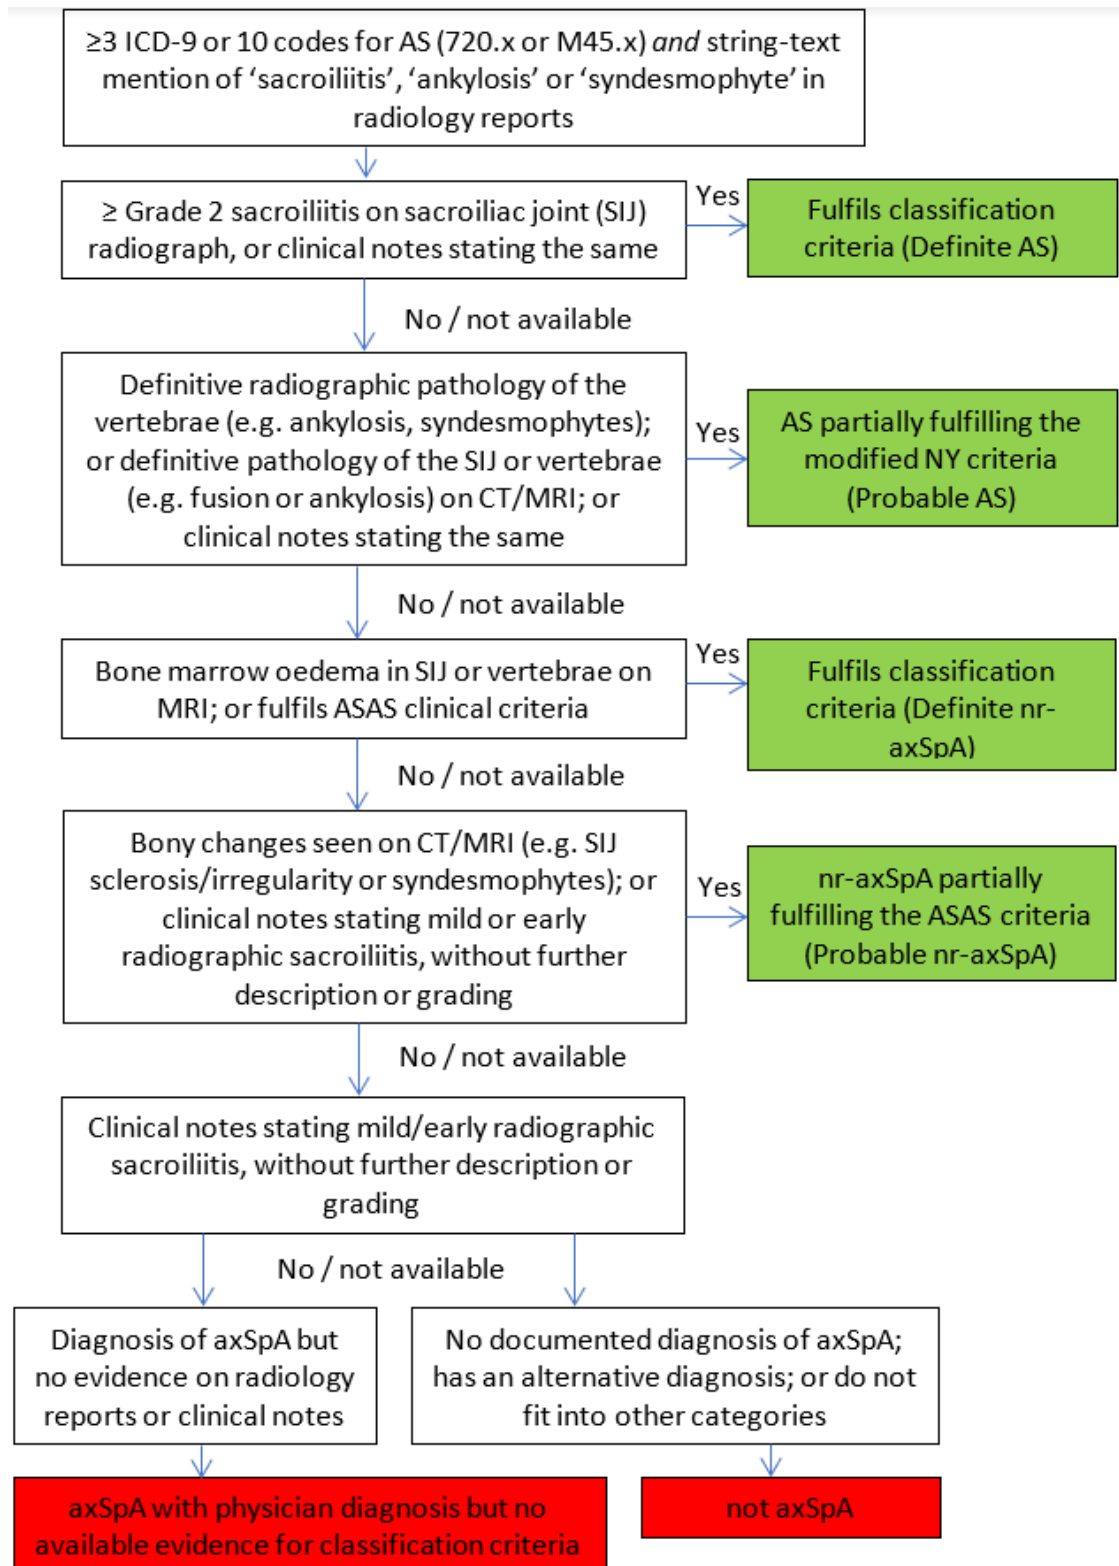 ≥3 ICD-9 or 10 codes for AS (720.x or M45.x) and string-text
mention of ‘sacroiliitis’, ‘ankylosis’ or ‘syndesmophyte’ in
radiology reports
≥ Grade 2 sacroiliitis on sacroiliac joint (SIJ)
radiograph, or clinical notes stating the same
Yes
Fulfils classification
criteria (Definite AS)
No / not available
Definitive radiographic pathology of the
vertebrae (e.g. ankylosis, syndesmophytes);
or definitive pathology of the SIJ or vertebrae
(e.g. fusion or ankylosis) on CT/MRI; or
clinical notes stating the same
Yes
AS partially fulfilling the
modified NY criteria
(Probable AS)
No / not available
Bone marrow oedema in SIJ or vertebrae on
MRI; or fulfils ASAS clinical criteria
Yes
Fulfils classification
criteria (Definite nr-
axSpA)
No / not available
Bony changes seen on CT/MRI (e.g. SIJ
sclerosis/irregularity or syndesmophytes); or
clinical notes stating mild or early
radiographic sacroiliitis, without further
description or grading
Yes
nr-axSpA partially
fulfilling the ASAS criteria
(Probable nr-axSpA)
No / not available
Clinical notes stating mild/early radiographic
sacroiliitis, without further description or
grading
No / not available
Diagnosis of axSpA but
no evidence on radiology
reports or clinical notes
No documented diagnosis of axSpA;
has an alternative diagnosis; or do not
fit into other categories
axSpA with physician diagnosis but no
available evidence for classification criteria
not axSpA